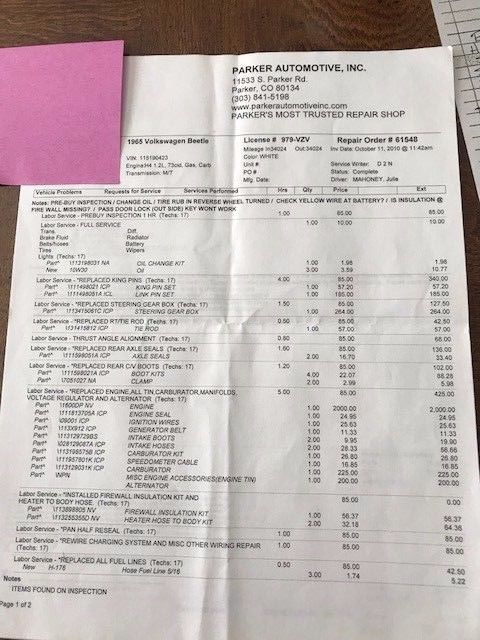 PARKER AUTOMOTIVE, INC.
11533 S. Parker Rd.
Parker, CO 80134
(303) 841-5198
www.parkerautomotiveinc.com
PARKER'S MOST TRUSTED REPAIR SHOP
1965 Volkswagen Beetle License # 979-VZV Repair Order # 61548
Mileage In:34024 Out:34024 Inv Date: October 11, 2010 @ 11:42am
Color WHITE
VIN: 115190423 Unit #: Service Writer: D 2 N
Engine:H4 1.2L, 73cid, Gas, Carb PO # Status: Complete
Transmission: M/T Mfg. Date: Driver: MAHONEY, Julie
Vehicle Problems Requests for Service Services Performed Hrs Qty Price Ext
Notes: PRE-BUY INSPECTION / CHANGE OIL / TIRE RUB IN REVERSE WHEN TURNED / CHECK YELLOW WIRE AT BATTERY? / IS INSULATION @
FIRE WALL MISSING? / PASS DOOR LOCK (OUT SIDE) KEY WONT WORK
Labor Service - PREBUY INSPECTION 1 HR (Techs: 17) 1.00 85.00 85.00
Labor Service - FULL SERVICE 1.00 10.00 10.00
Trans. Diff.
Brake Fluid Radiator
Belts/hoses Battery
Tires Wipers
Lights (Techs: 17)
Part^ \113198031 NA OIL CHANGE KIT 1.00 1.98 1.98
New 10W30 Oil 3.00 3.59 10.77
Labor Service - *REPLACED KING PINS (Techs: 17) 4.00 85.00 340.00
Part^ \111498021 ICP KING PIN SET 1.00 57.20 57.20
Part^ \111498051A ICL LINK PIN SET 1.00 185.00 185.00
Labor Service - *REPLACED STEERING GEAR BOX (Techs: 17) 1.50 85.00 127.50
Part^ \113415061C ICP STEERING GEAR BOX 1.00 264.00 264.00
Labor Service - *REPLACED RT/TIE ROD (Techs: 17) 0.50 85.00 42.50
Part^ \131415812 ICP TIE ROD 1.00 57.00 57.00
Labor Service - THRUST ANGLE ALIGNMENT (Techs: 17) 0.80 85.00 68.00
Labor Service - *REPLACED REAR AXLE SEALS (Techs: 17) 1.60 85.00 136.00
Part^ \111598051A ICP AXLE SEALS 2.00 16.70 33.40
Labor Service - *REPLACED REAR C/V BOOTS (Techs: 17) 1.20 85.00 102.00
Part^ \111598021A ICP BOOT KITS 4.00 22.07 88.28
Part^ \7051027 NA CLAMP 2.00 2.99 5.98
Labor Service - *REPLACED ENGINE,ALL TIN,CARBURATOR,MANIFOLDS, 5.00 85.00 425.00
VOLTAGE REGULATOR AND ALTERNATOR (Techs: 17)
Part^ \1600DP NV ENGINE 1.00 2000.00 2,000.00
Part^ \111813705A ICP ENGINE SEAL 1.00 24.95 24.95
Part^ \09001 ICP IGNITION WIRES 1.00 25.63 25.63
Part^ \113X912 ICP GENERATOR BELT 1.00 11.33 11.33
Part^ \113129729BS INTAKE BOOTS 2.00 9.95 19.90
Part^ INTAKE HOSES 2.00 28.33 56.66
Part^ CARBURATOR KIT 1.00 26.80 26.80
Part^ \111957801K ICP SPEEDOMETER CABLE 1.00 16.85 16.85
Part^ \113129031K ICP CARBURATOR 1.00 225.00 225.00
Part^ \NPN MISC ENGINE ACCESSORIES(ENGINE TIN) 1.00 200.00 200.00
ALTERNATOR
Labor Service - *INSTALLED FIREWALL INSULATION KIT AND 85.00 0.00
HEATER TO BODY HOSE. (Techs: 17)
Part^ \113898805 NV FIREWALL INSULATION KIT 1.00 56.37 56.37
Part^ \113255355D NV HEATER HOSE TO BODY KIT 2.00 32.18 64.36
Labor Service - *PAN HALF RESEAL (Techs: 17) 1.00 85.00 85.00
Labor Service - *REWIRE CHARGING SYSTEM AND MISC OTHER WIRING REPAIR 1.00 85.00 85.00
(Techs: 17)
Labor Service - *REPLACED ALL FUEL LINES (Techs: 17) 0.50 85.00 42.50
New H-176 Hose Fuel Line 5/16 3.00 1.74 5.22
Notes
ITEMS FOUND ON INSPECTION
Page 1 of 2